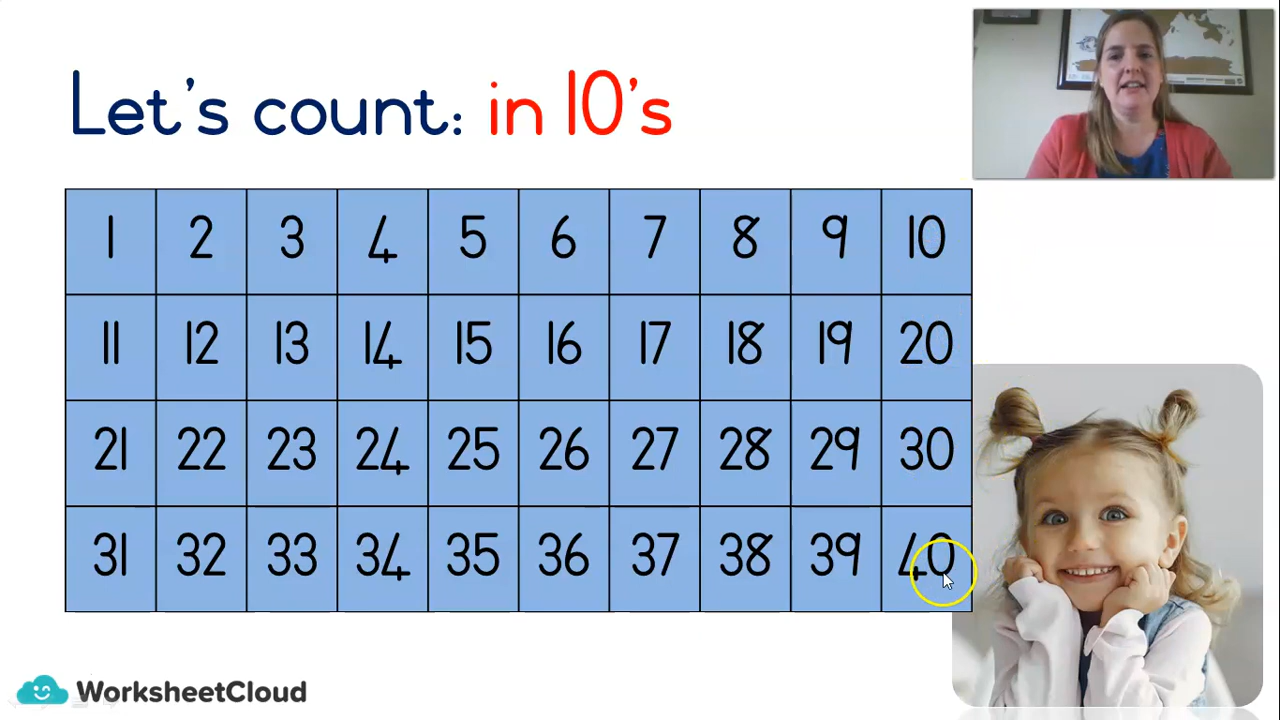 Let's count: in 10's
1 2 3 4 5 6 7 8 9 10
11 12 13 14 15 16 17 18 19 20
21 22 23 24 25 26 27 28 29 30
31 32 33 34 35 36 37 38 39 40
WorksheetCloud